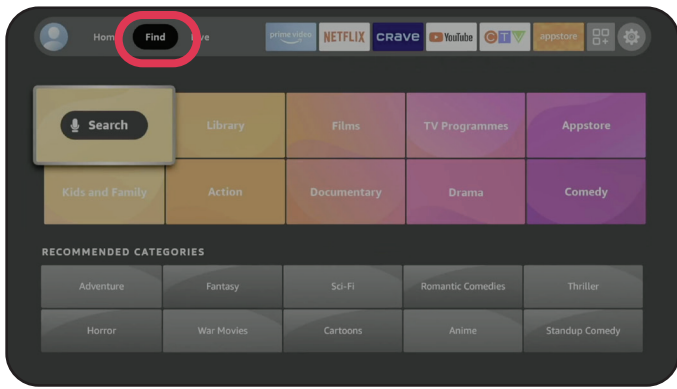 Home Find Live prime video NETFLIX CRAVE YouTube CTV appstore
Search Library Films TV Programmes Appstore
Kids and Family Action Documentary Drama Comedy
RECOMMENDED CATEGORIES
Adventure Fantasy Sci-Fi Romantic Comedies Thriller
Horror War Movies Cartoons Anime Standup Comedy